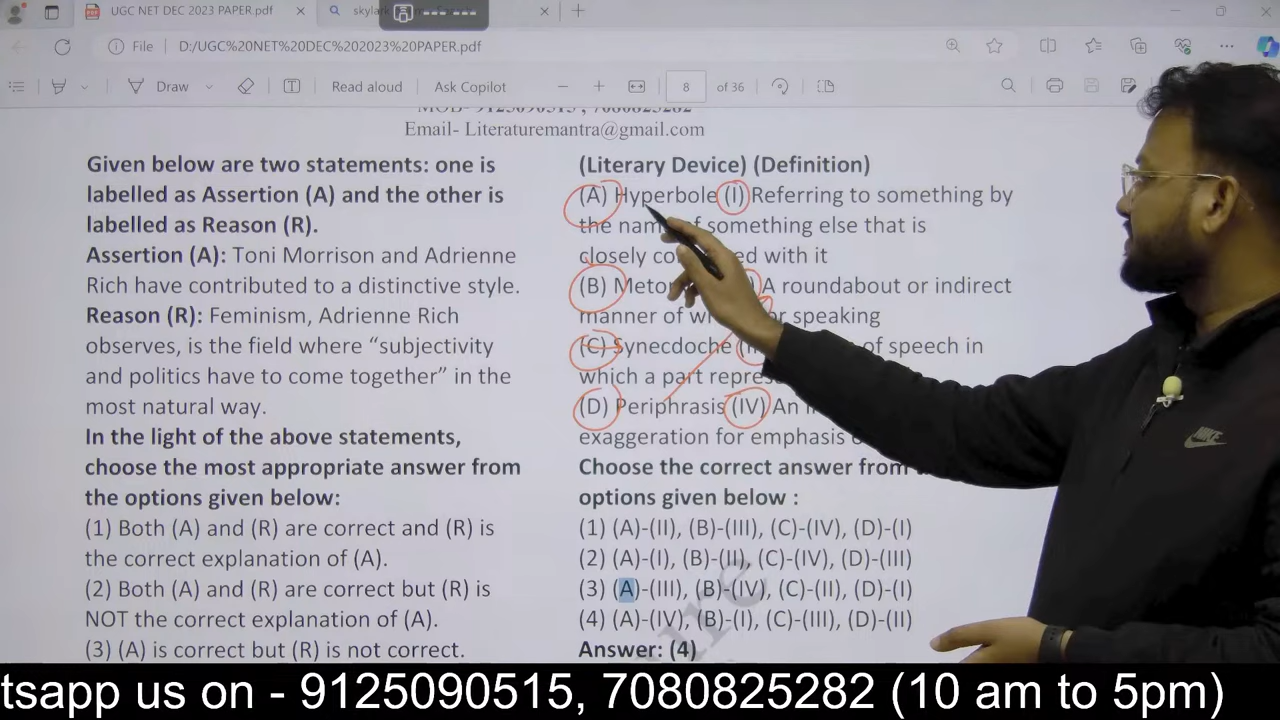 UGC NET DEC 2023 PAPER.pdf
File D:/UGC%20NET%20DEC%202023%20PAPER.pdf
Draw Read aloud Ask Copilot 8 of 36
MOB- 9125090515 , 7080825282
Email- Literaturemantra@gmail.com
Given below are two statements: one is
labelled as Assertion (A) and the other is
labelled as Reason (R).
Assertion (A): Toni Morrison and Adrienne
Rich have contributed to a distinctive style.
Reason (R): Feminism, Adrienne Rich
observes, is the field where “subjectivity
and politics have to come together” in the
most natural way.
In the light of the above statements,
choose the most appropriate answer from
the options given below:
(1) Both (A) and (R) are correct and (R) is
the correct explanation of (A).
(2) Both (A) and (R) are correct but (R) is
NOT the correct explanation of (A).
(3) (A) is correct but (R) is not correct.
(Literary Device) (Definition)
(A) Hyperbole (I) Referring to something by
the of something else that is
closely with it
(B) A roundabout or indirect
manner of speaking
(C) Synecdoche of speech in
which a part
(D) Periphrasis (IV) An
exaggeration for emphasis
Choose the correct answer from
options given below :
(1) (A)-(II), (B)-(III), (C)-(IV), (D)-(I)
(2) (A)-(I), (B)-(II), (C)-(IV), (D)-(III)
(3) (A)-(III), (B)-(IV), (C)-(II), (D)-(I)
(4) (A)-(IV), (B)-(I), (C)-(III), (D)-(II)
Answer: (4)
NIKE
tsapp us on - 9125090515, 7080825282 (10 am to 5pm)